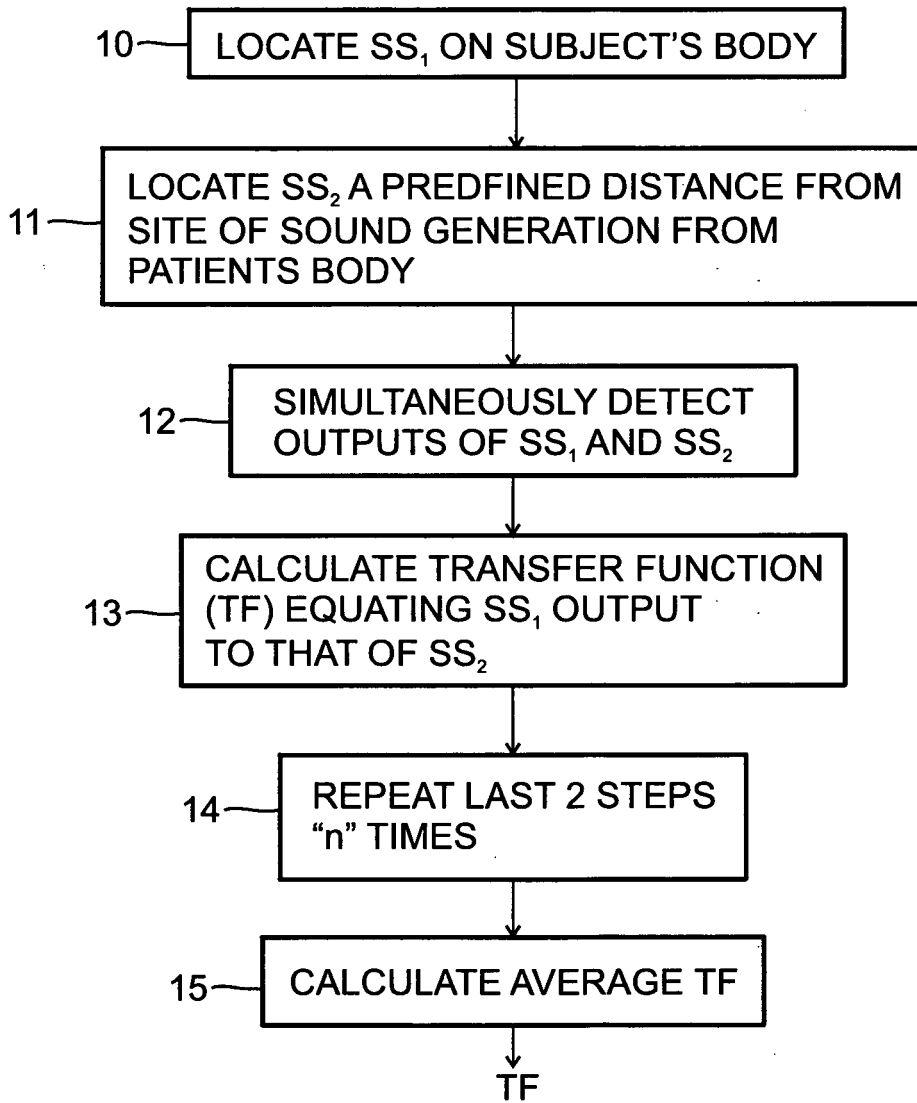 10
LOCATE SS₁ ON SUBJECT'S BODY
11
LOCATE SS₂ A PREDFINED DISTANCE FROM
SITE OF SOUND GENERATION FROM
PATIENTS BODY
12
SIMULTANEOUSLY DETECT
OUTPUTS OF SS₁ AND SS₂
13
CALCULATE TRANSFER FUNCTION
(TF) EQUATING SS₁ OUTPUT
TO THAT OF SS₂
14
REPEAT LAST 2 STEPS
“n” TIMES
15
CALCULATE AVERAGE TF
TF